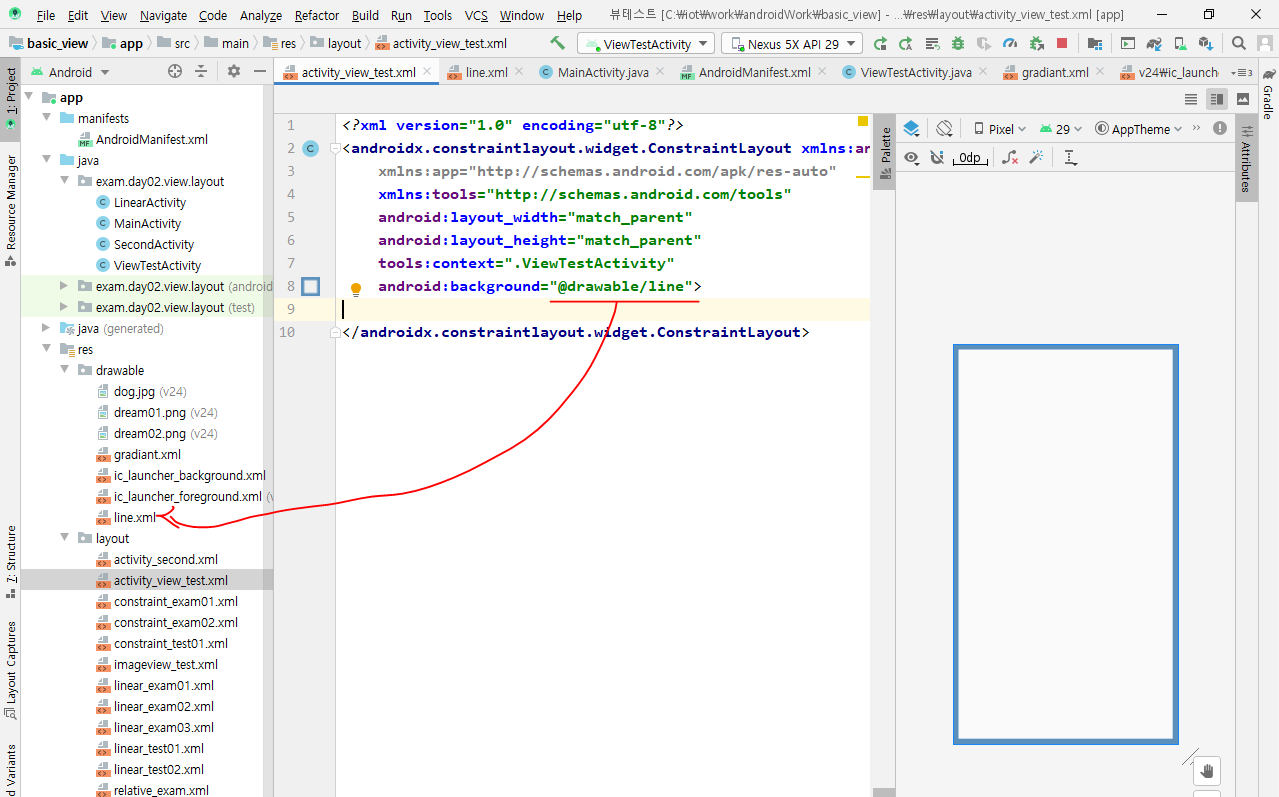 File Edit View Navigate Code Analyze Refactor Build Run Tools VCS Window Help 뷰테스트 [C:₩iot₩work₩androidWork₩basic_view] - ...₩res₩layout₩activity_view_test.xml [app]
basic_view app src main res layout activity_view_test.xml ViewTestActivity Nexus 5X API 29
1: Project
Resource Manager
7: Structure
Layout Captures
d Variants
Android
app
manifests
AndroidManifest.xml
java
exam.day02.view.layout
LinearActivity
MainActivity
SecondActivity
ViewTestActivity
exam.day02.view.layout (android
exam.day02.view.layout (test)
java (generated)
res
drawable
dog.jpg (v24)
dream01.png (v24)
dream02.png (v24)
gradiant.xml
ic_launcher_background.xml
ic_launcher_foreground.xml (v
line.xml
layout
activity_second.xml
activity_view_test.xml
constraint_exam01.xml
constraint_exam02.xml
constraint_test01.xml
imageview_test.xml
linear_exam01.xml
linear_exam02.xml
linear_exam03.xml
linear_test01.xml
linear_test02.xml
relative_exam.xml
activity_view_test.xml line.xml MainActivity.java AndroidManifest.xml ViewTestActivity.java gradiant.xml v24₩ic_launch 3
1 <?xml version="1.0" encoding="utf-8"?>
2 <androidx.constraintlayout.widget.ConstraintLayout xmlns:an
3 xmlns:app="http://schemas.android.com/apk/res-auto"
4 xmlns:tools="http://schemas.android.com/tools"
5 android:layout_width="match_parent"
6 android:layout_height="match_parent"
7 tools:context=".ViewTestActivity"
8 android:background="@drawable/line">
9
10 </androidx.constraintlayout.widget.ConstraintLayout>
Palette
Pixel 29 AppTheme
0dp
Attributes
Gradle